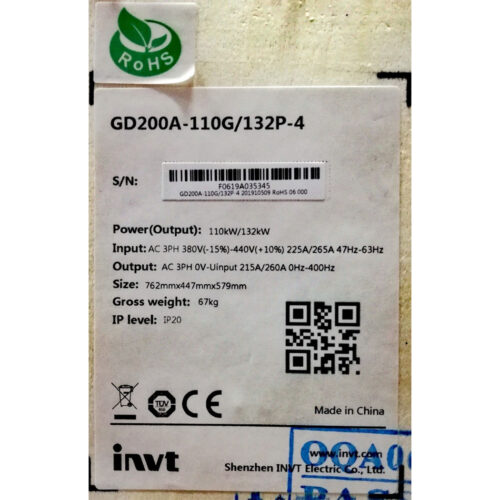 RoHS
GD200A-110G/132P-4
S/N:
F0619A035345
GD200A-110G/132P-4 201910509 RoHS 06 000
Power(Output): 110kW/132kW
Input: AC 3PH 380V(-15%)-440V(+10%) 225A/265A 47Hz-63Hz
Output: AC 3PH 0V-Uinput 215A/260A 0Hz-400Hz
Size: 762mmx447mmx579mm
Gross weight: 67kg
IP level: IP20
TÜV
CE
Made in China
invt
www.invt.com
Shenzhen INVT Electric Co., Ltd.